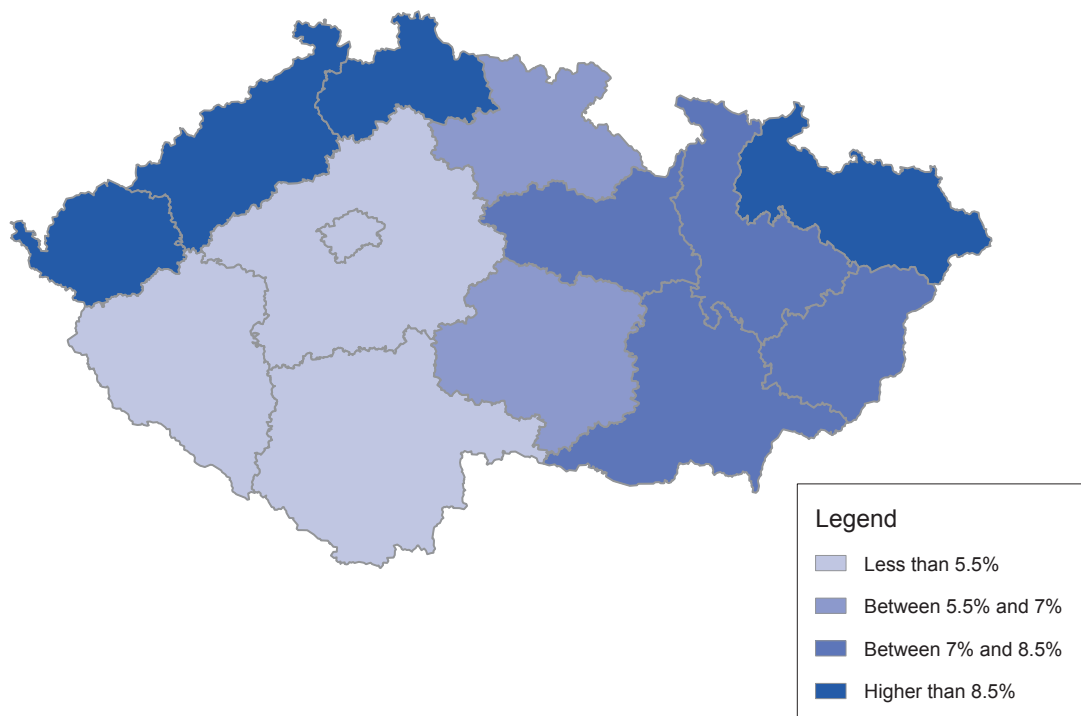 Legend
Less than 5.5%
Between 5.5% and 7%
Between 7% and 8.5%
Higher than 8.5%